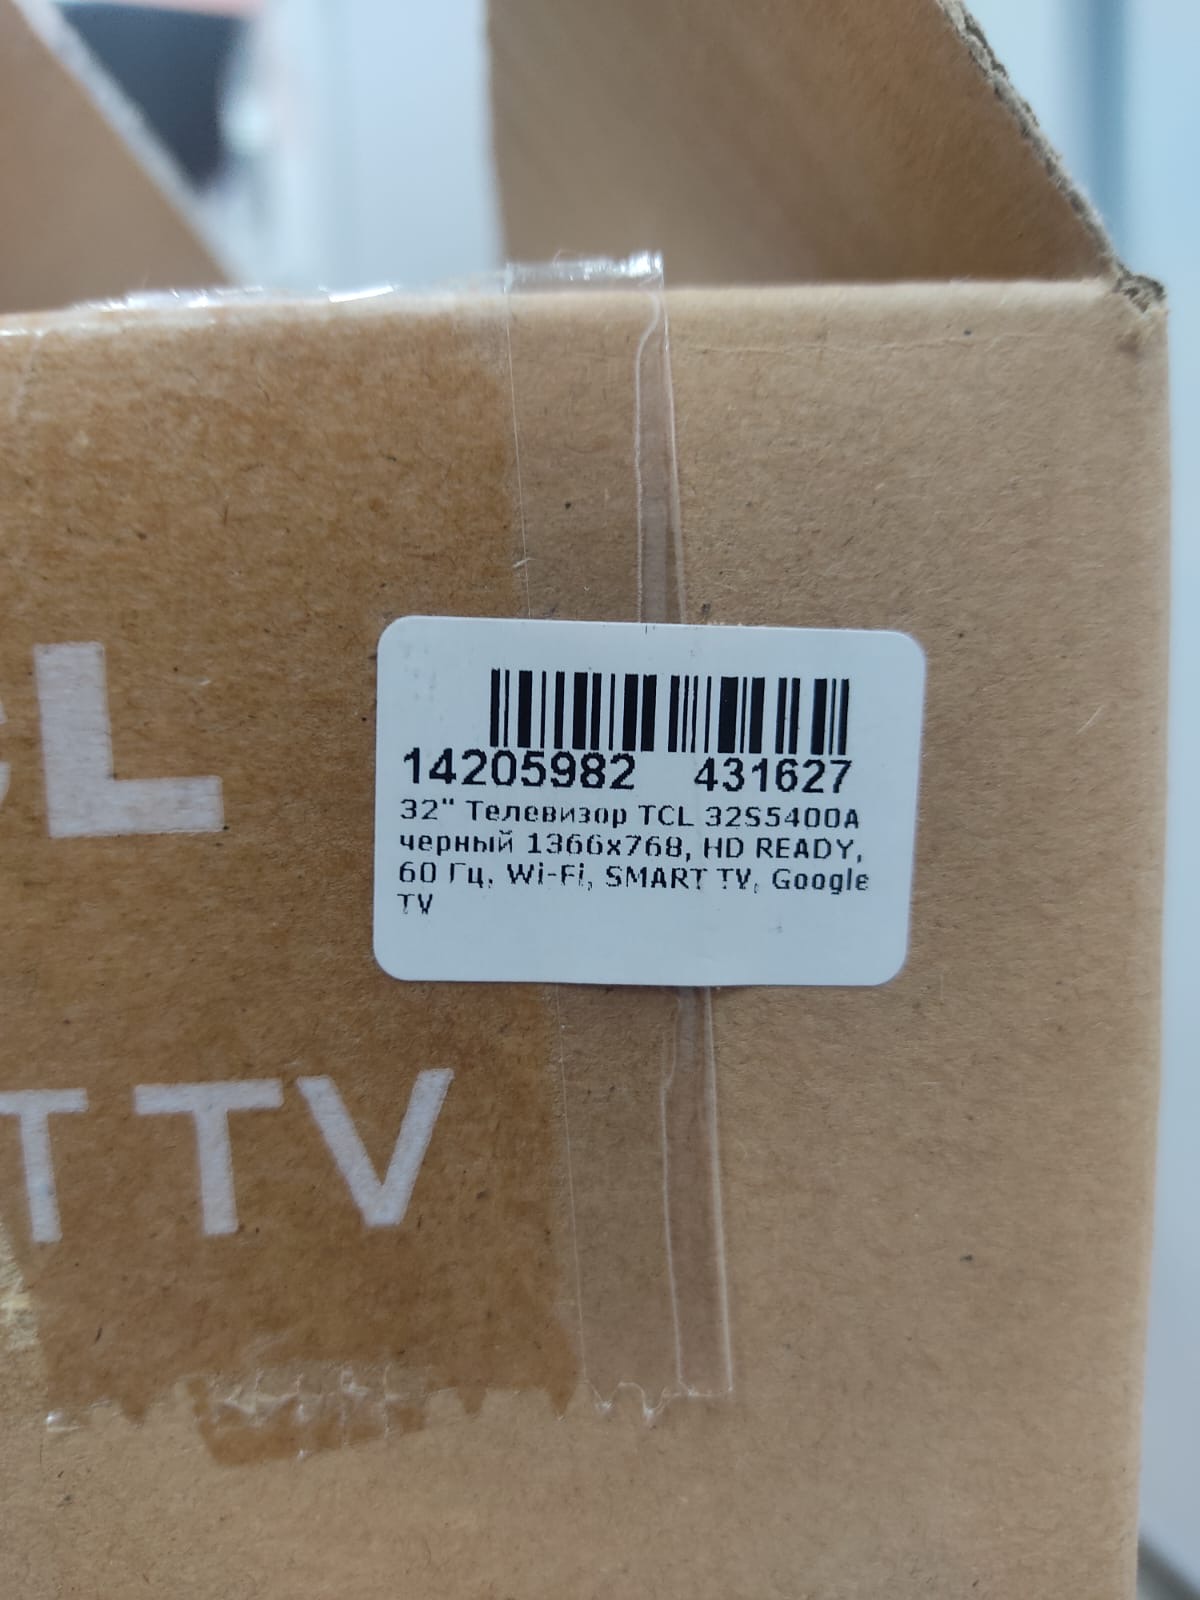 CL
14205982 431627
32" Телевизор TCL 32S5400A
черный 1366x768, HD READY,
60 Гц, Wi-Fi, SMART TV, Google
TV
T TV